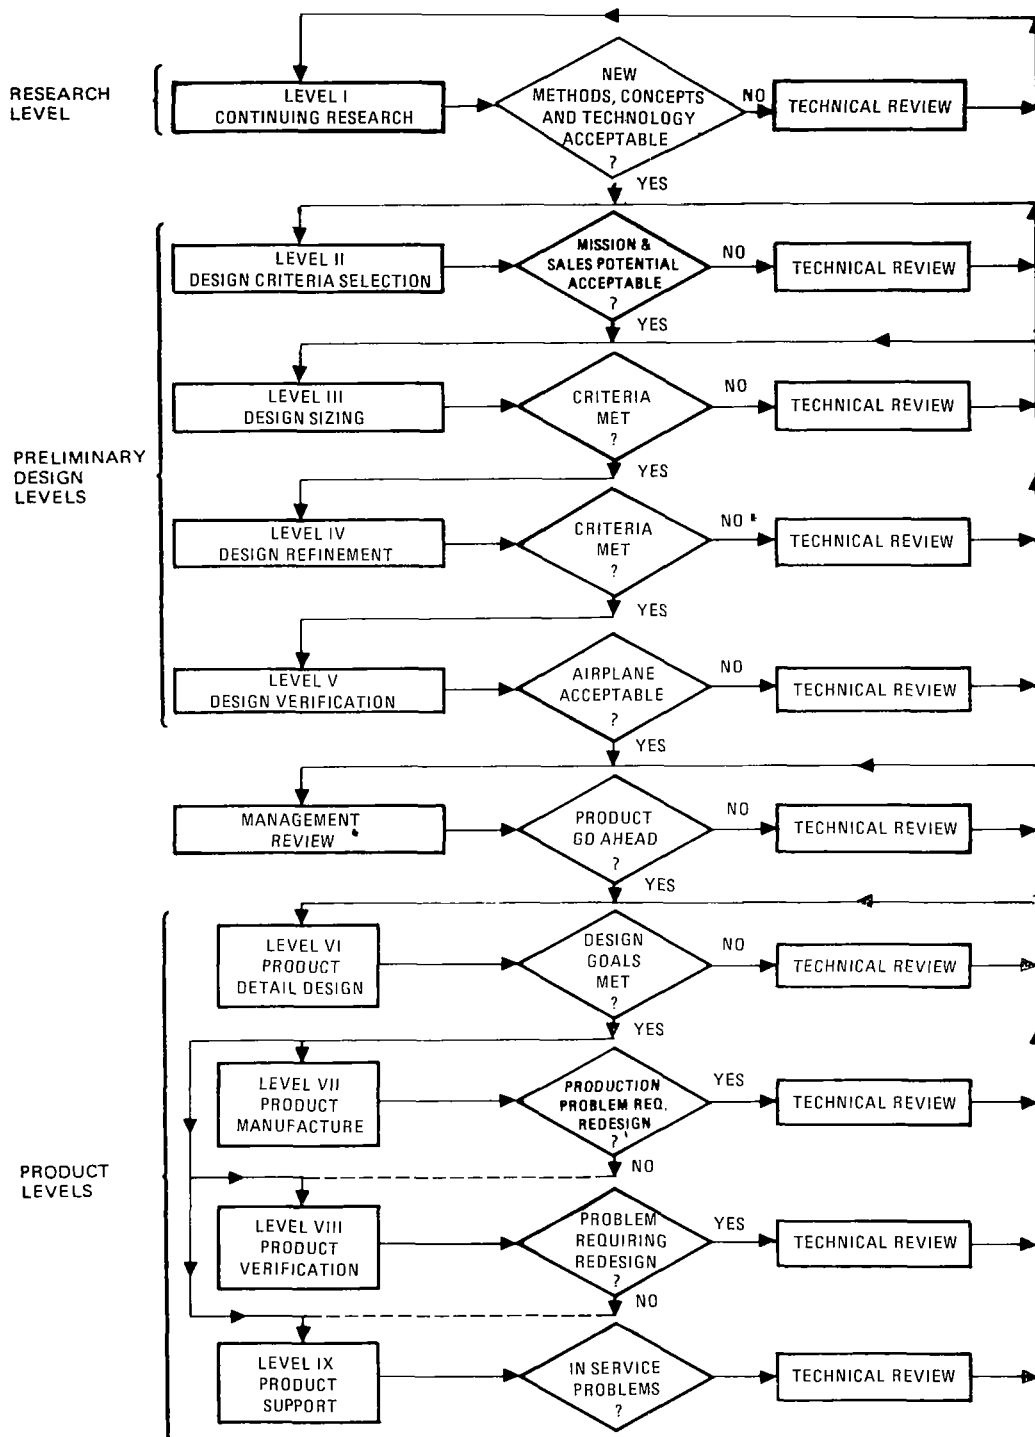 RESEARCH
LEVEL
LEVEL I
CONTINUING RESEARCH
NEW
METHODS, CONCEPTS
AND TECHNOLOGY
ACCEPTABLE
?
NO
TECHNICAL REVIEW
YES
PRELIMINARY
DESIGN
LEVELS
LEVEL II
DESIGN CRITERIA SELECTION
MISSION &
SALES POTENTIAL
ACCEPTABLE
?
NO
TECHNICAL REVIEW
YES
LEVEL III
DESIGN SIZING
CRITERIA
MET
?
NO
TECHNICAL REVIEW
YES
LEVEL IV
DESIGN REFINEMENT
CRITERIA
MET
?
NO
TECHNICAL REVIEW
YES
LEVEL V
DESIGN VERIFICATION
AIRPLANE
ACCEPTABLE
?
NO
TECHNICAL REVIEW
YES
MANAGEMENT
REVIEW
PRODUCT
GO AHEAD
?
NO
TECHNICAL REVIEW
YES
PRODUCT
LEVELS
LEVEL VI
PRODUCT
DETAIL DESIGN
DESIGN
GOALS
MET
?
NO
TECHNICAL REVIEW
YES
LEVEL VII
PRODUCT
MANUFACTURE
PRODUCTION
PROBLEM REQ.
REDESIGN
?
YES
TECHNICAL REVIEW
NO
LEVEL VIII
PRODUCT
VERIFICATION
PROBLEM
REQUIRING
REDESIGN
?
YES
TECHNICAL REVIEW
NO
LEVEL IX
PRODUCT
SUPPORT
IN SERVICE
PROBLEMS
?
TECHNICAL REVIEW